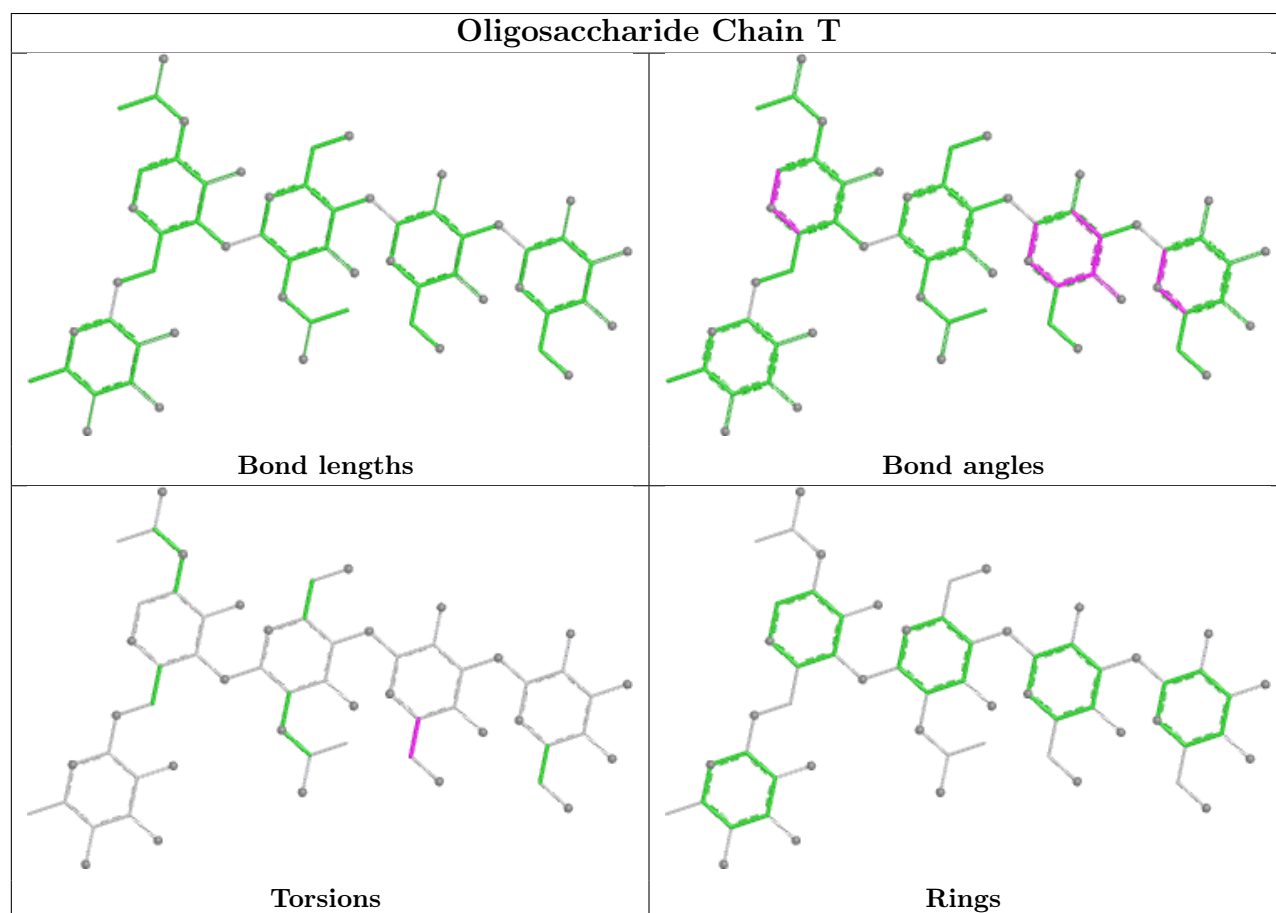 Oligosaccharide Chain T
Bond lengths
Bond angles
Torsions
Rings